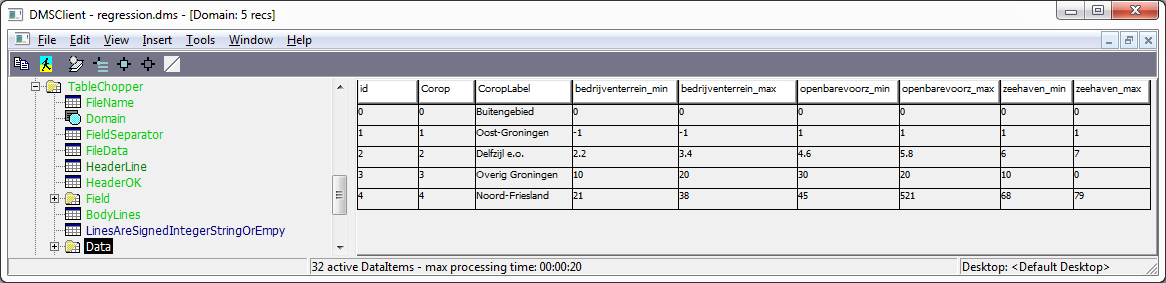 DMSClient - regression.dms - [Domain: 5 recs]
File Edit View Insert Tools Window Help
TableChopper
FileName
Domain
FieldSeparator
FileData
HeaderLine
HeaderOK
Field
BodyLines
LinesAreSignedIntegerStringOrEmpy
Data
id Corop CoropLabel bedrijventerrein_min bedrijventerrein_max openbarevoorz_min openbarevoorz_max zeehaven_min zeehaven_max
0 0 Buitengebied 0 0 0 0 0 0
1 1 Oost-Groningen -1 -1 1 1 1 1
2 2 Delfzijl e.o. 2.2 3.4 4.6 5.8 6 7
3 3 Overig Groningen 10 20 30 20 10 0
4 4 Noord-Friesland 21 38 45 521 68 79
32 active DataItems - max processing time: 00:00:20 Desktop: <Default Desktop>